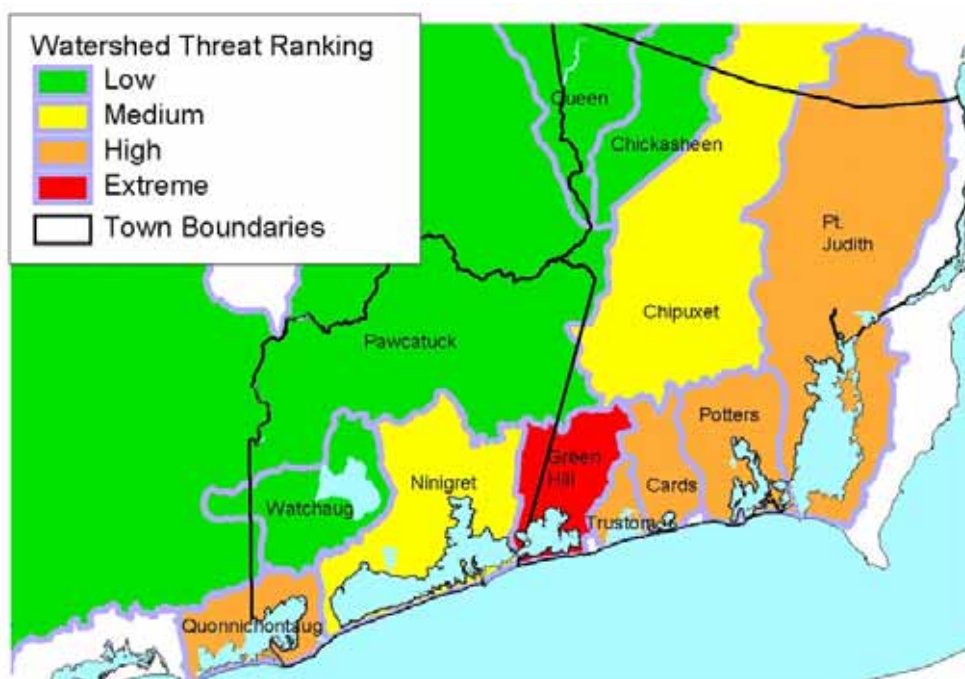 Watershed Threat Ranking
Low
Medium
High
Extreme
Town Boundaries
Queen
Chickasheen
Pt.
Judith
Chipuxet
Pawcatuck
Potters
Green
Hill
Ninigret
Cards
Watchaug
Trustom
Quonnichontaug